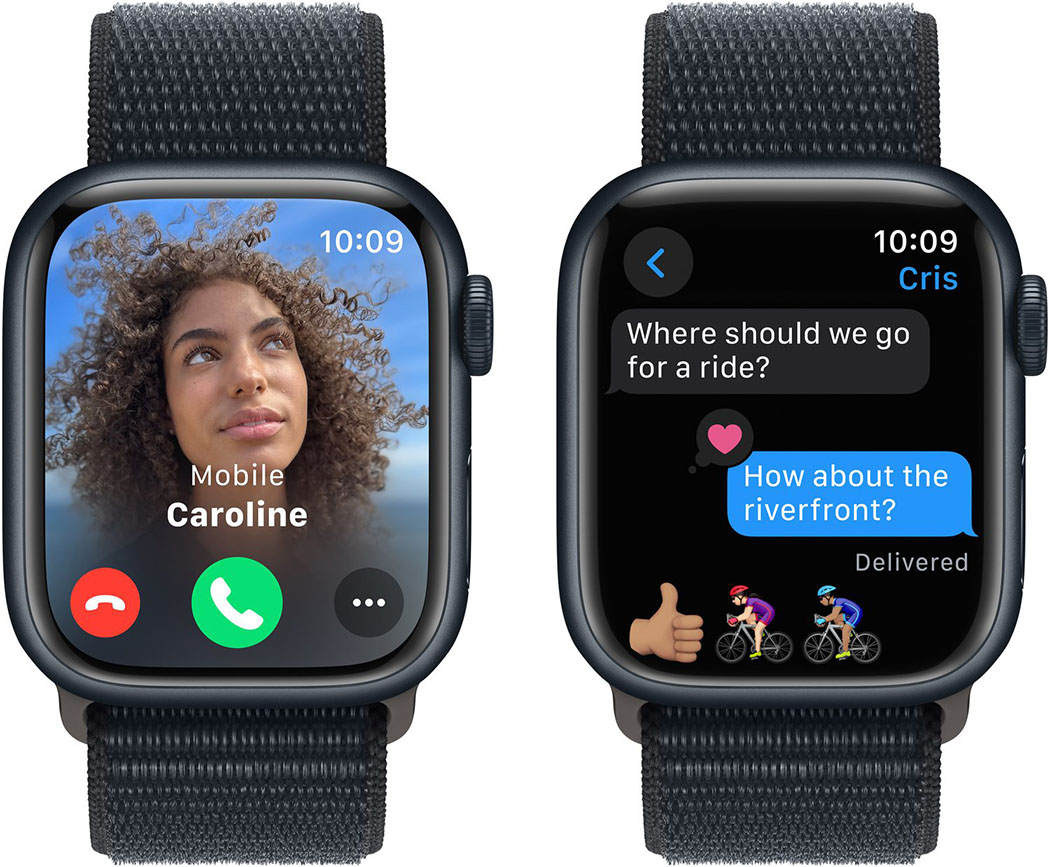 10:09
Mobile
Caroline
10:09
Cris
Where should we go
for a ride?
How about the
riverfront?
Delivered